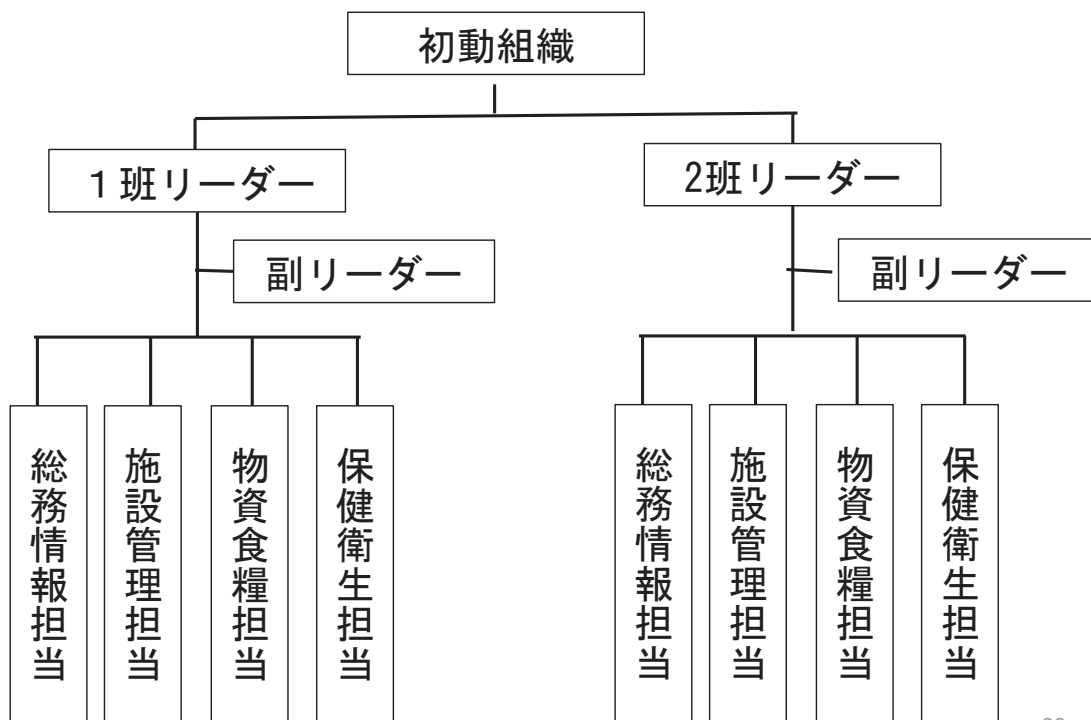 初動組織
１班リーダー
2班リーダー
副リーダー
副リーダー
総務情報担当
施設管理担当
物資食糧担当
保健衛生担当
総務情報担当
施設管理担当
物資食糧担当
保健衛生担当